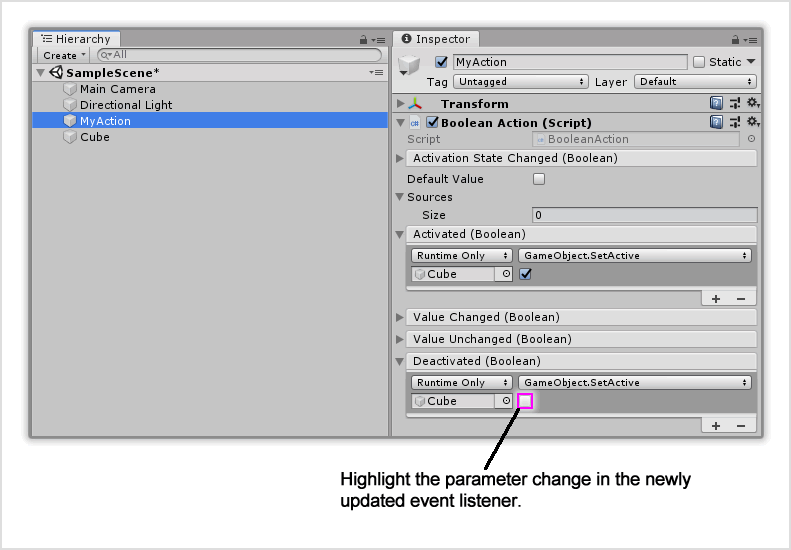 Hierarchy
Create
All
SampleScene*
Main Camera
Directional Light
MyAction
Cube
Inspector
MyAction
Static
Tag
Untagged
Layer
Default
Transform
Boolean Action (Script)
Script
BooleanAction
Activation State Changed (Boolean)
Default Value
Sources
Size
0
Activated (Boolean)
Runtime Only
GameObject.SetActive
Cube
+ −
Value Changed (Boolean)
Value Unchanged (Boolean)
Deactivated (Boolean)
Runtime Only
GameObject.SetActive
Cube
+ −
Highlight the parameter change in the newly
updated event listener.